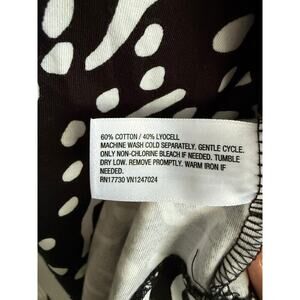 60% COTTON / 40% LYOCELL
MACHINE WASH COLD SEPARATELY. GENTLE CYCLE.
ONLY NON-CHLORINE BLEACH IF NEEDED. TUMBLE
DRY LOW. REMOVE PROMPTLY. WARM IRON IF
NEEDED.
RN17730 VN1247024